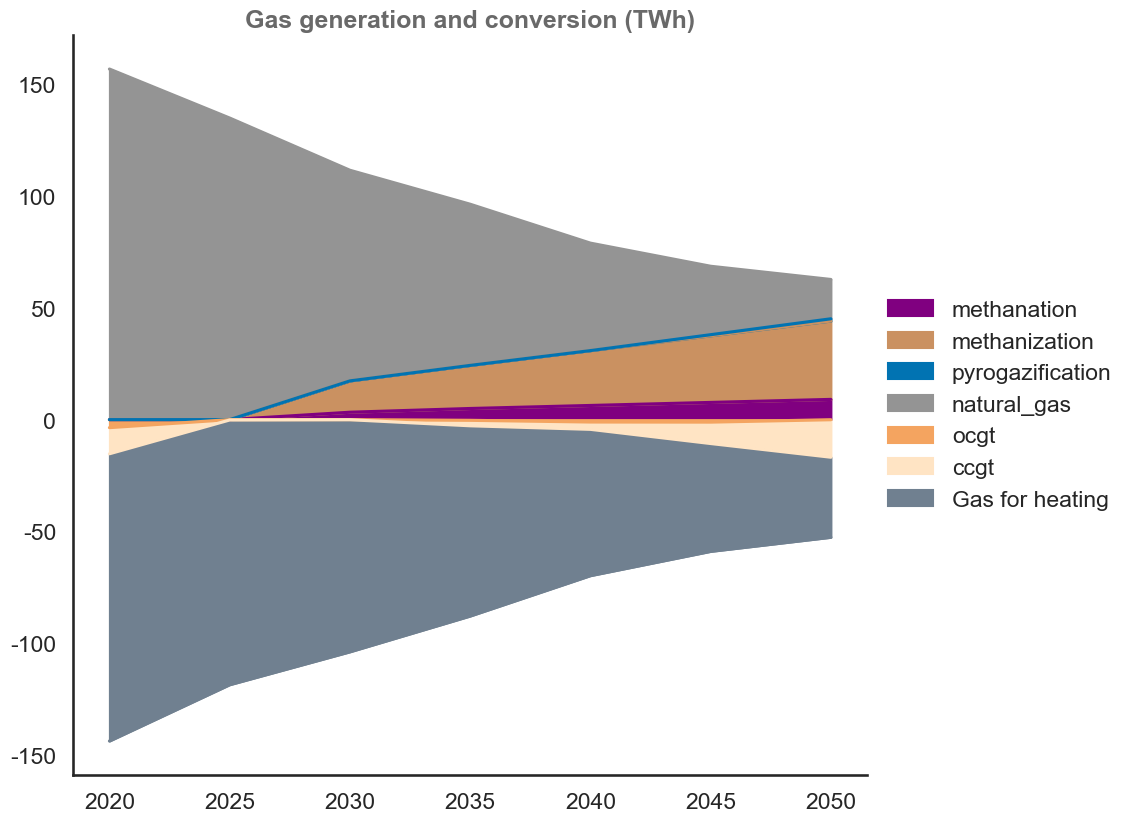 Gas generation and conversion (TWh)
150
100
50
0
-50
-100
-150
2020 2025 2030 2035 2040 2045 2050
methanation
methanization
pyrogazification
natural_gas
ocgt
ccgt
Gas for heating